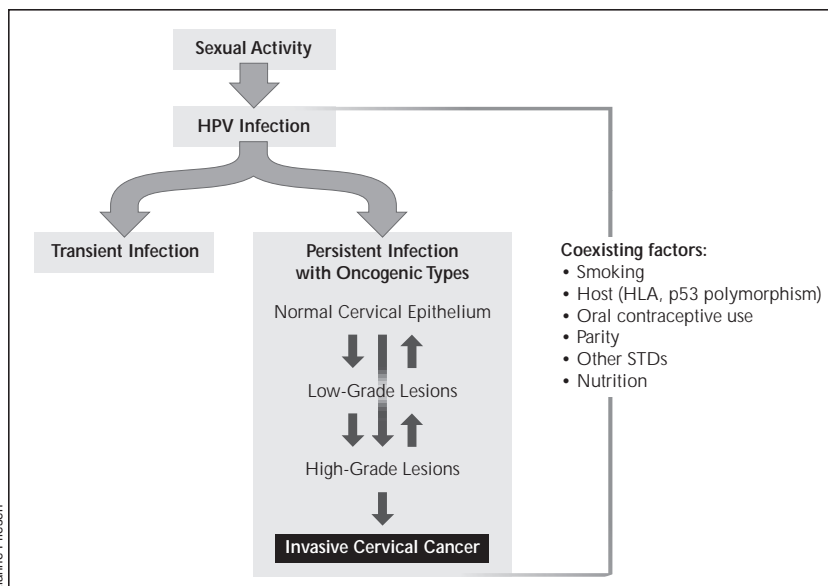 Sexual Activity
HPV Infection
Transient Infection
Persistent Infection
with Oncogenic Types
Normal Cervical Epithelium
Low-Grade Lesions
High-Grade Lesions
Invasive Cervical Cancer
Coexisting factors:
• Smoking
• Host (HLA, p53 polymorphism)
• Oral contraceptive use
• Parity
• Other STDs
• Nutrition